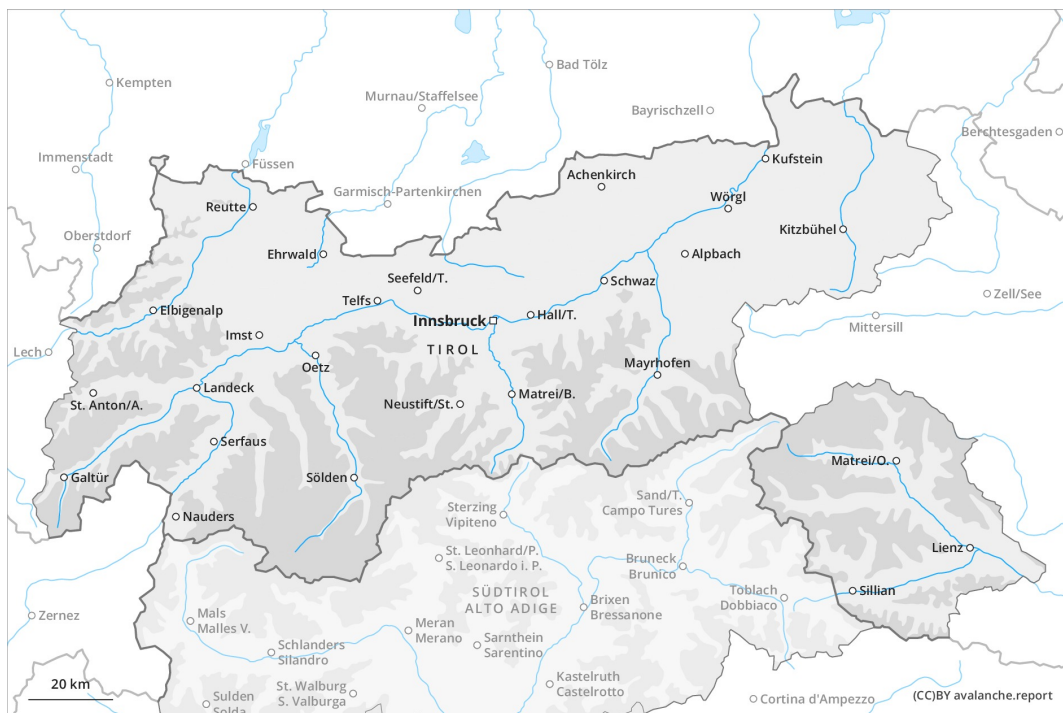 Kempten
Bad Tölz
Murnau/Staffelsee
Bayrischzell
Berchtesgaden
Immenstadt
Füssen
Kufstein
Achenkirch
Garmisch-Partenkirchen
Reutte
Wörgl
Oberstdorf
Kitzbühel
Ehrwald
Alpbach
Seefeld/T.
Schwaz
Zell/See
Telfs
Elbigenalp
Hall/T.
Innsbruck
Mittersill
Imst
TIROL
Lech
Oetz
Mayrhofen
Landeck
St. Anton/A.
Neustift/St.
Matrei/B.
Serfaus
Matrei/O.
Galtür
Sölden
Sand/T.
Campo Tures
Sterzing
Vipiteno
Nauders
Lienz
St. Leonhard/P.
S. Leonardo i. P.
Bruneck
Brunico
SÜDTIROL
ALTO ADIGE
Toblach
Dobbiaco
Sillian
Brixen
Bressanone
Zernez
Mals
Malles V.
Meran
Merano
Sarnthein
Sarentino
Schlanders
Silandro
Kastelruth
Castelrotto
20 km
St. Walburg
S. Valburga
Sulden
Solda
Cortina d'Ampezzo
(CC)BY avalanche.report